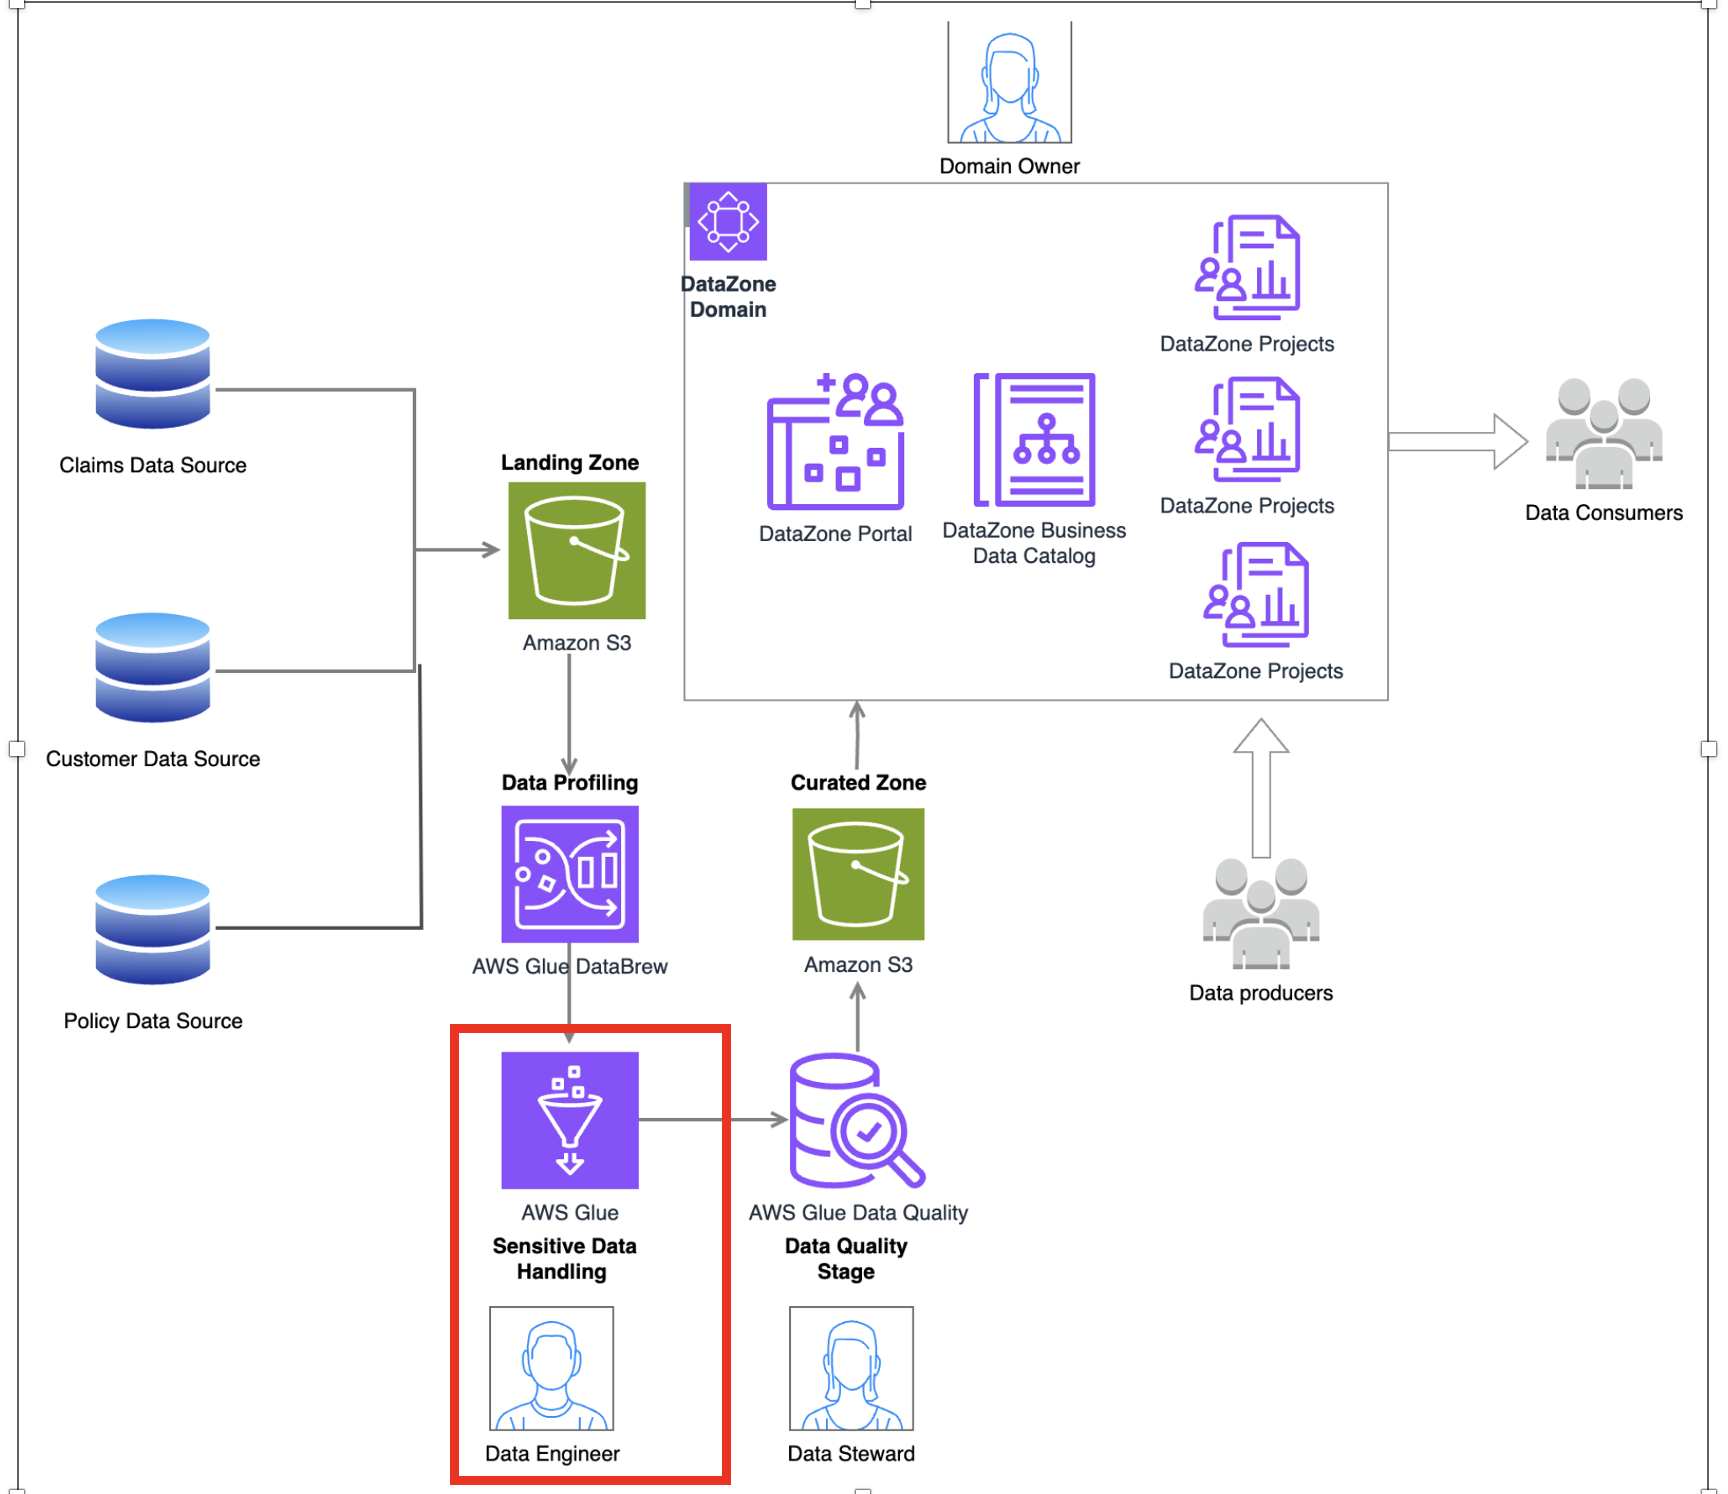 Domain Owner
DataZone
Domain
DataZone Projects
Claims Data Source
Landing Zone
DataZone Portal
DataZone Business
Data Catalog
DataZone Projects
Data Consumers
Amazon S3
DataZone Projects
Customer Data Source
Data Profiling
Curated Zone
AWS Glue DataBrew
Amazon S3
Data producers
Policy Data Source
AWS Glue
AWS Glue Data Quality
Sensitive Data
Handling
Data Quality
Stage
Data Engineer
Data Steward